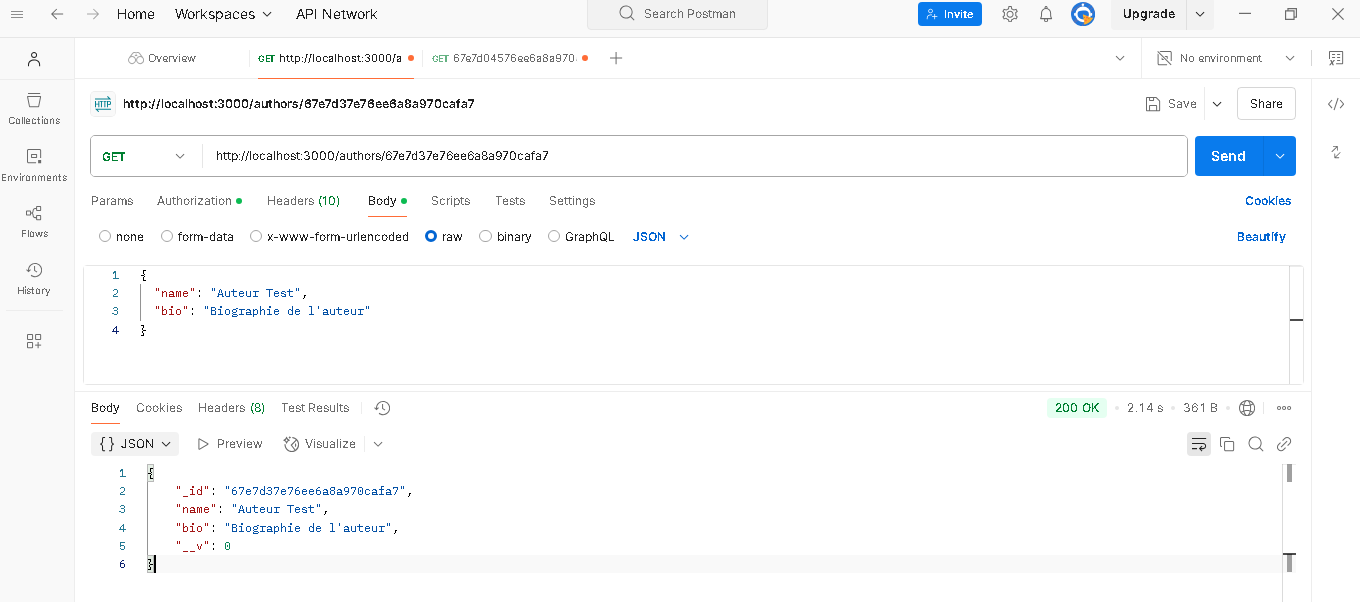 Home Workspaces API Network Search Postman Invite Upgrade
Overview GET http://localhost:3000/a GET 67e7d04576ee6a8a970 No environment
HTTP http://localhost:3000/authors/67e7d37e76ee6a8a970cafa7 Save Share
Collections
GET http://localhost:3000/authors/67e7d37e76ee6a8a970cafa7 Send
Environments
Params Authorization Headers (10) Body Scripts Tests Settings Cookies
Flows
none form-data x-www-form-urlencoded raw binary GraphQL JSON Beautify
History
1 {
2 "name": "Auteur Test",
3 "bio": "Biographie de l'auteur"
4 }
Body Cookies Headers (8) Test Results 200 OK • 2.14 s • 361 B •
{} JSON Preview Visualize
1 {
2 "_id": "67e7d37e76ee6a8a970cafa7",
3 "name": "Auteur Test",
4 "bio": "Biographie de l'auteur",
5 "__v": 0
6 }